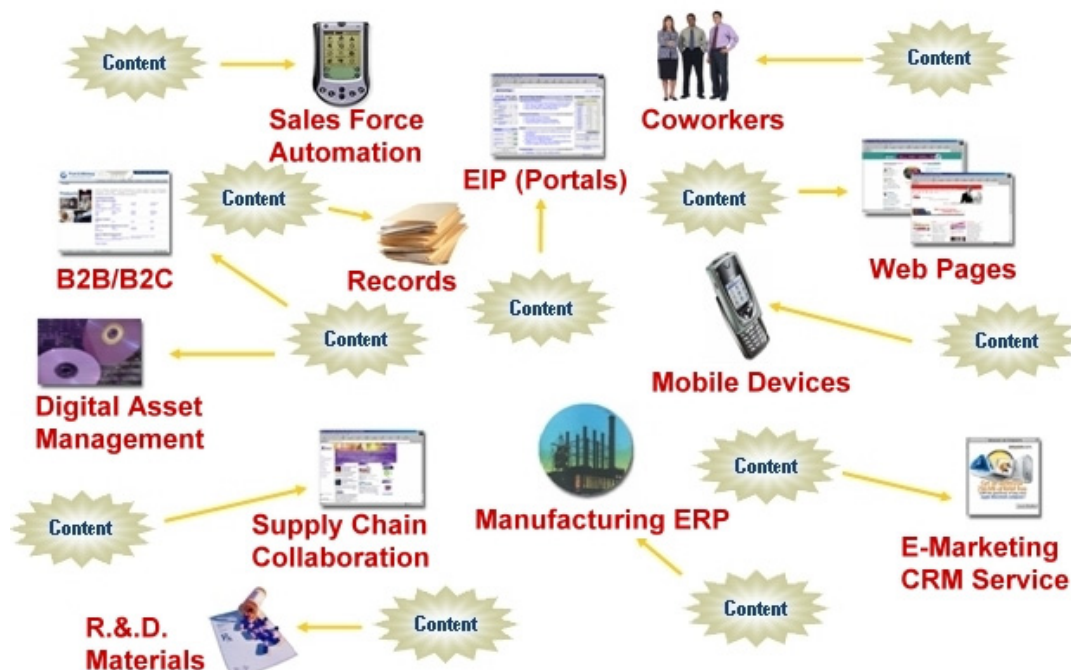 Content
Content
Sales Force
Automation
Coworkers
EIP (Portals)
Content
Content
B2B/B2C
Records
Web Pages
Content
Content
Content
Mobile Devices
Digital Asset
Management
Content
Content
Supply Chain
Collaboration
Manufacturing ERP
E-Marketing
CRM Service
Content
Content
R.&.D.
Materials